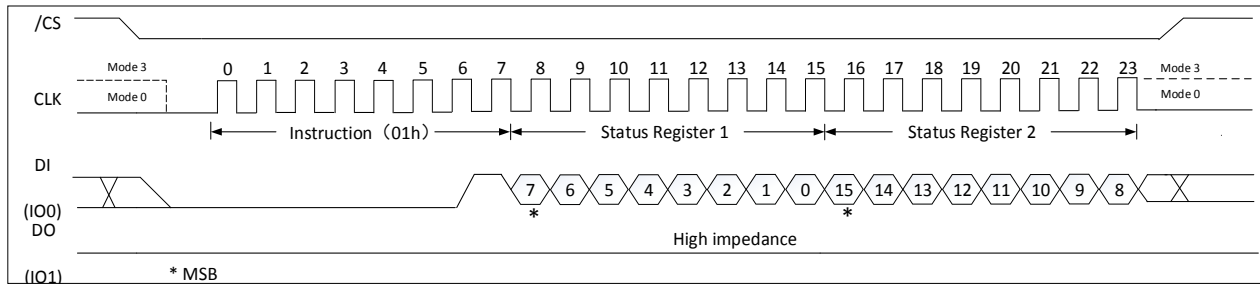 /CS
Mode 3
0 1 2 3 4 5 6 7 8 9 10 11 12 13 14 15 16 17 18 19 20 21 22 23
Mode 3
CLK
Mode 0
Mode 0
Instruction（01h）
Status Register 1
Status Register 2
DI
(IO0)
7 6 5 4 3 2 1 0 15 14 13 12 11 10 9 8
* *
DO
High impedance
(IO1)
* MSB